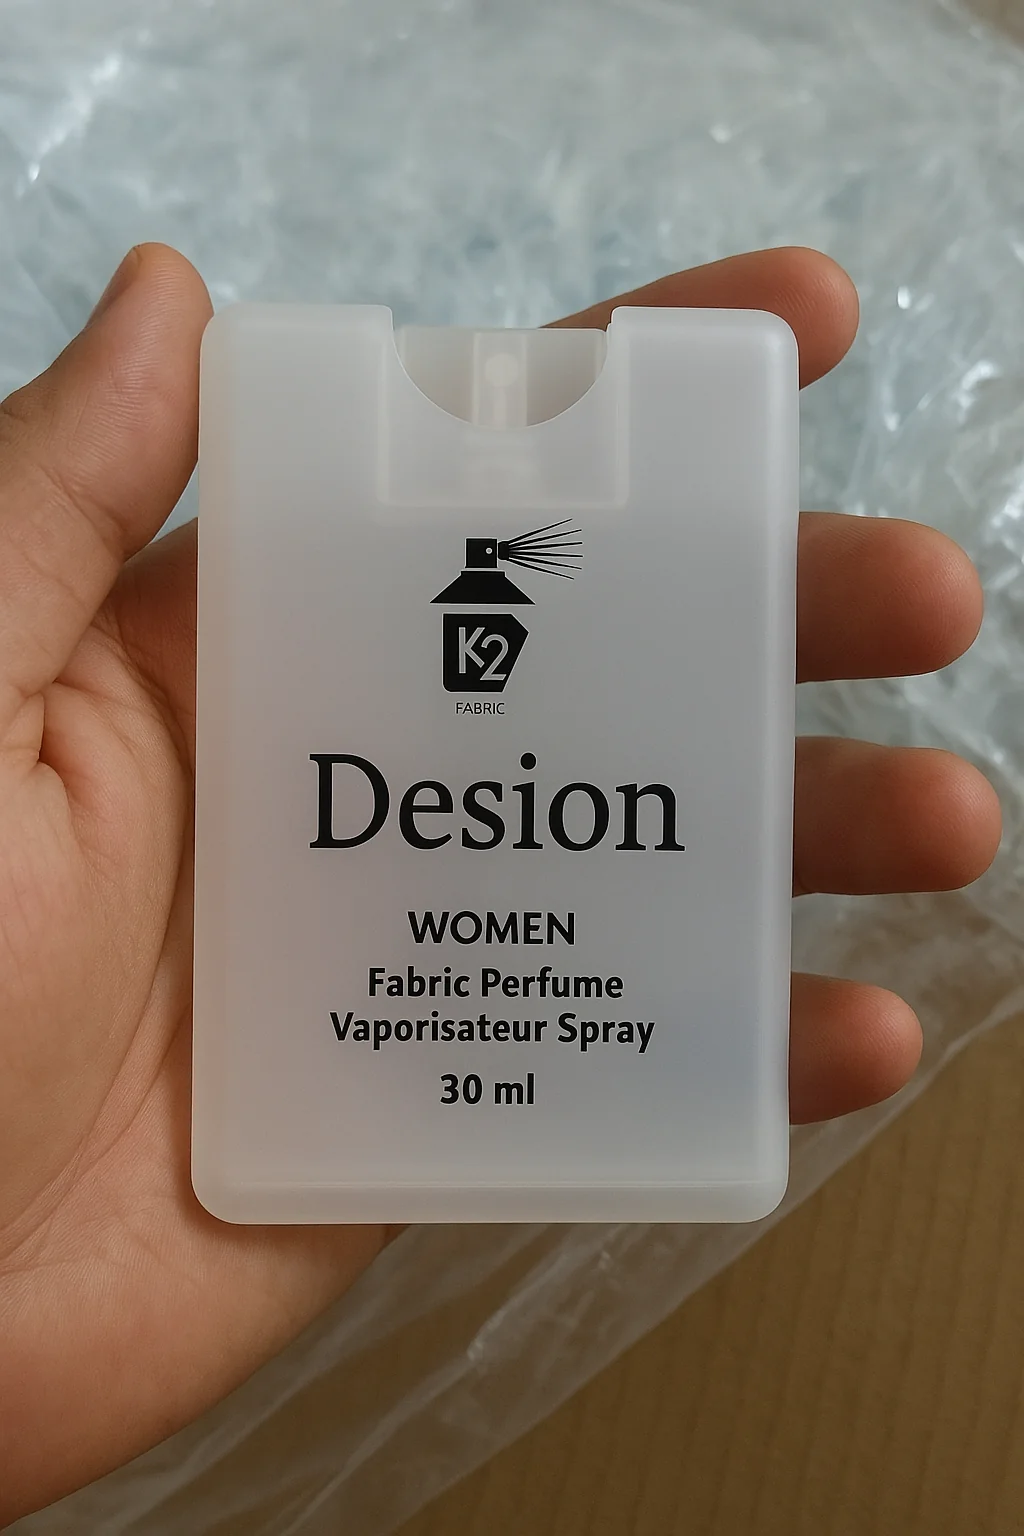 K2
FABRIC
Desion
WOMEN
Fabric Perfume
Vaporisateur Spray
30 ml